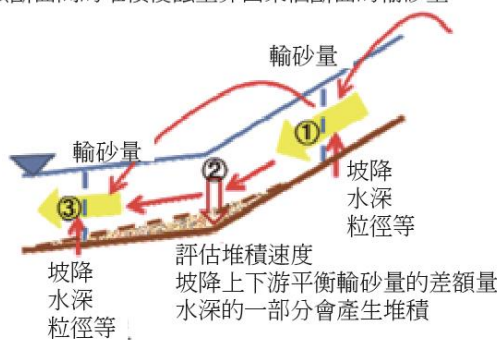 輸砂量
①
坡降
水深
粒徑等
②
輸砂量
③
坡降
水深
粒徑等
評估堆積速度
坡降上下游平衡輸砂量的差額量
水深的一部分會產生堆積